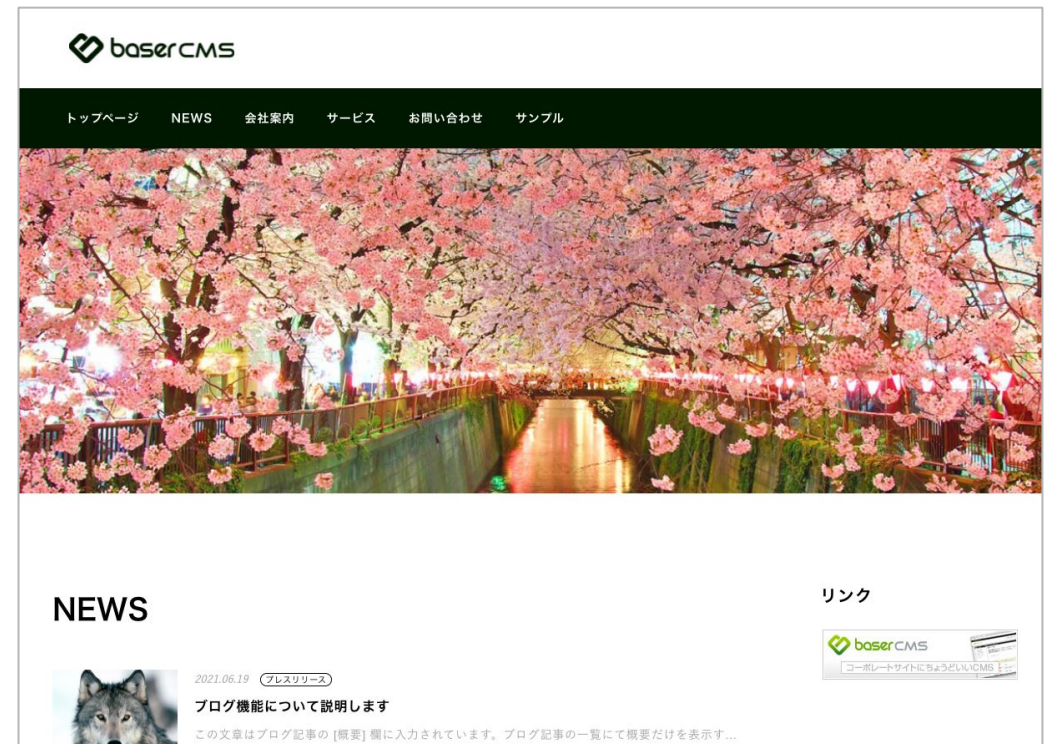 baserCMS
トップページ NEWS 会社案内 サービス お問い合わせ サンプル
NEWS
2021.06.19 プレスリリース
ブログ機能について説明します
この文章はブログ記事の [概要] 欄に入力されています。ブログ記事の一覧にて概要だけを表示す...
リンク
baserCMS
コーポレートサイトにちょうどいいCMS